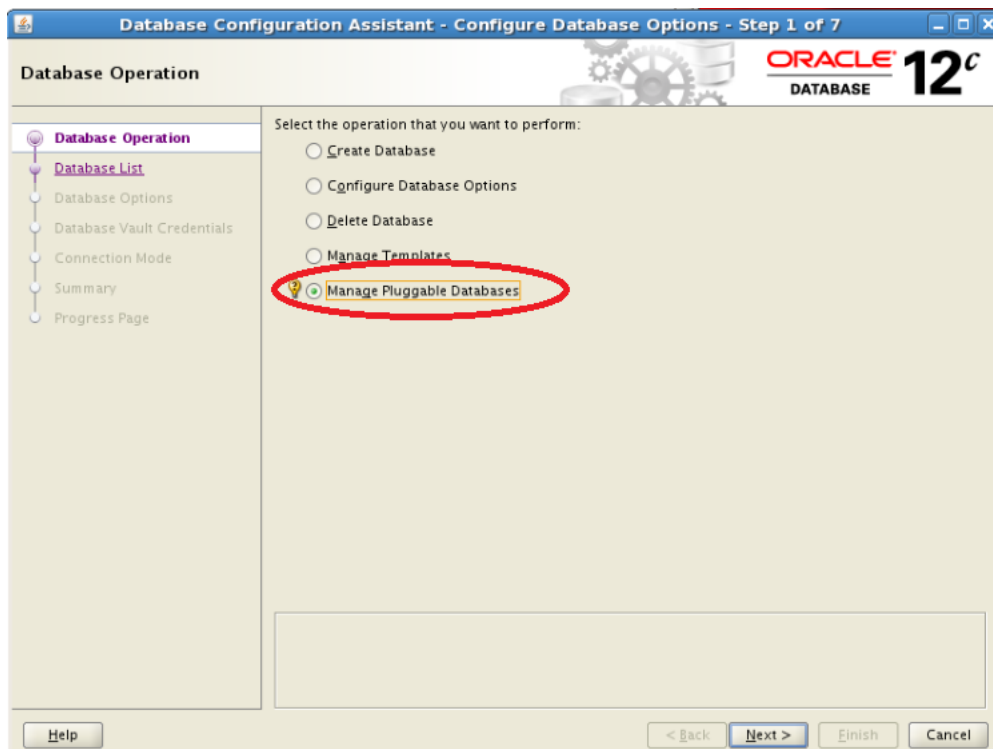 Database Configuration Assistant - Configure Database Options - Step 1 of 7
Database Operation
ORACLE
DATABASE
12c
Database Operation
Database List
Database Options
Database Vault Credentials
Connection Mode
Summary
Progress Page
Select the operation that you want to perform:
Create Database
Configure Database Options
Delete Database
Manage Templates
Manage Pluggable Databases
Help
< Back
Next >
Finish
Cancel